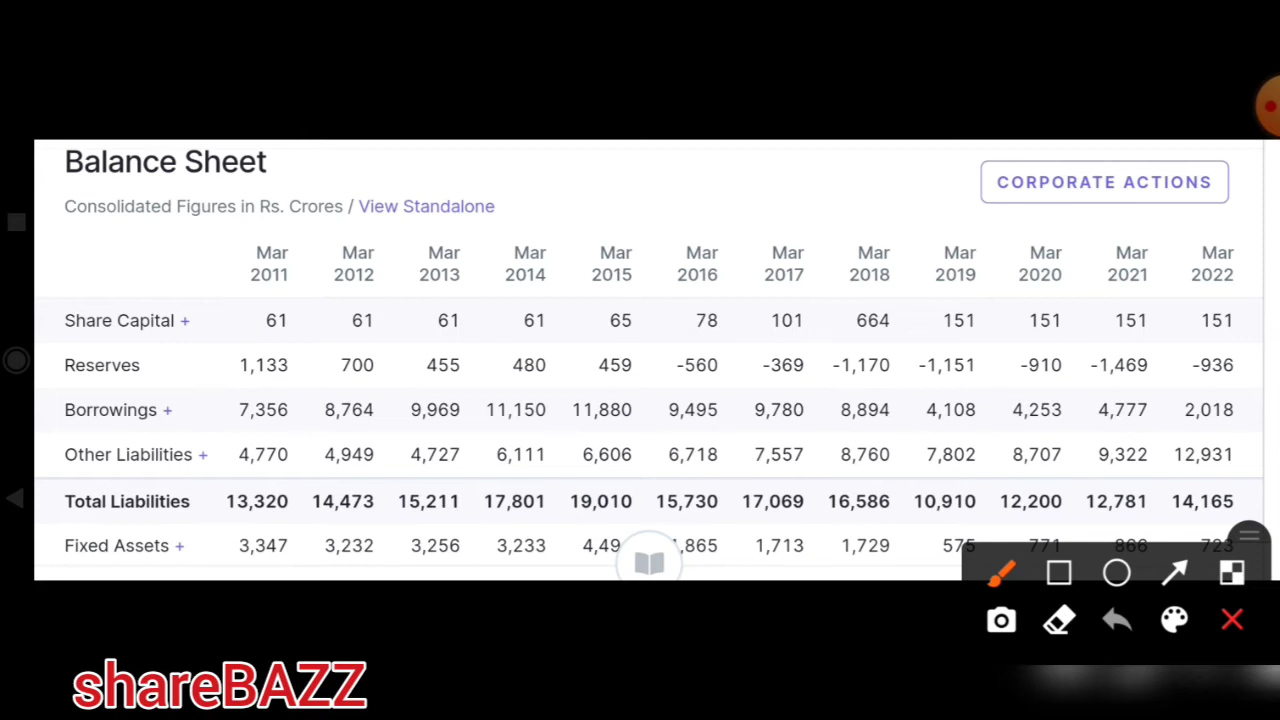 Balance Sheet
CORPORATE ACTIONS
Consolidated Figures in Rs. Crores / View Standalone
Mar 2011 Mar 2012 Mar 2013 Mar 2014 Mar 2015 Mar 2016 Mar 2017 Mar 2018 Mar 2019 Mar 2020 Mar 2021 Mar 2022
Share Capital + 61 61 61 61 65 78 101 664 151 151 151 151
Reserves 1,133 700 455 480 459 -560 -369 -1,170 -1,151 -910 -1,469 -936
Borrowings + 7,356 8,764 9,969 11,150 11,880 9,495 9,780 8,894 4,108 4,253 4,777 2,018
Other Liabilities + 4,770 4,949 4,727 6,111 6,606 6,718 7,557 8,760 7,802 8,707 9,322 12,931
Total Liabilities 13,320 14,473 15,211 17,801 19,010 15,730 17,069 16,586 10,910 12,200 12,781 14,165
Fixed Assets + 3,347 3,232 3,256 3,233 1,713 1,729 575 771 866 723
shareBAZZ